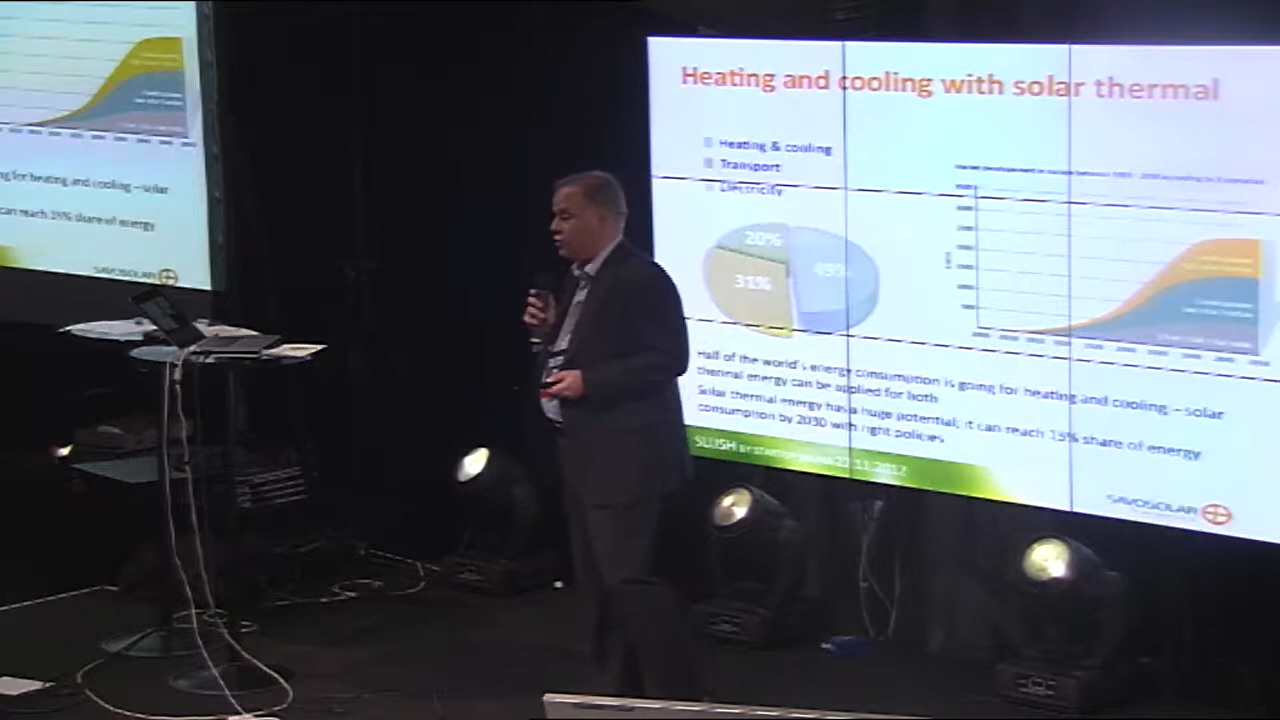 ng for heating and cooling – solar
can reach 15% share of energy
SAVOSOLAR
Heating and cooling with solar thermal
Heating & cooling
Transport
Electricity
20%
31%
49%
Half of the world's energy consumption is going for heating and cooling – solar
thermal energy can be applied for both
Solar thermal energy has a huge potential; it can reach 15% share of energy
consumption by 2030 with right policies
SLUSH BY STARTUP
SAVOSOLAR